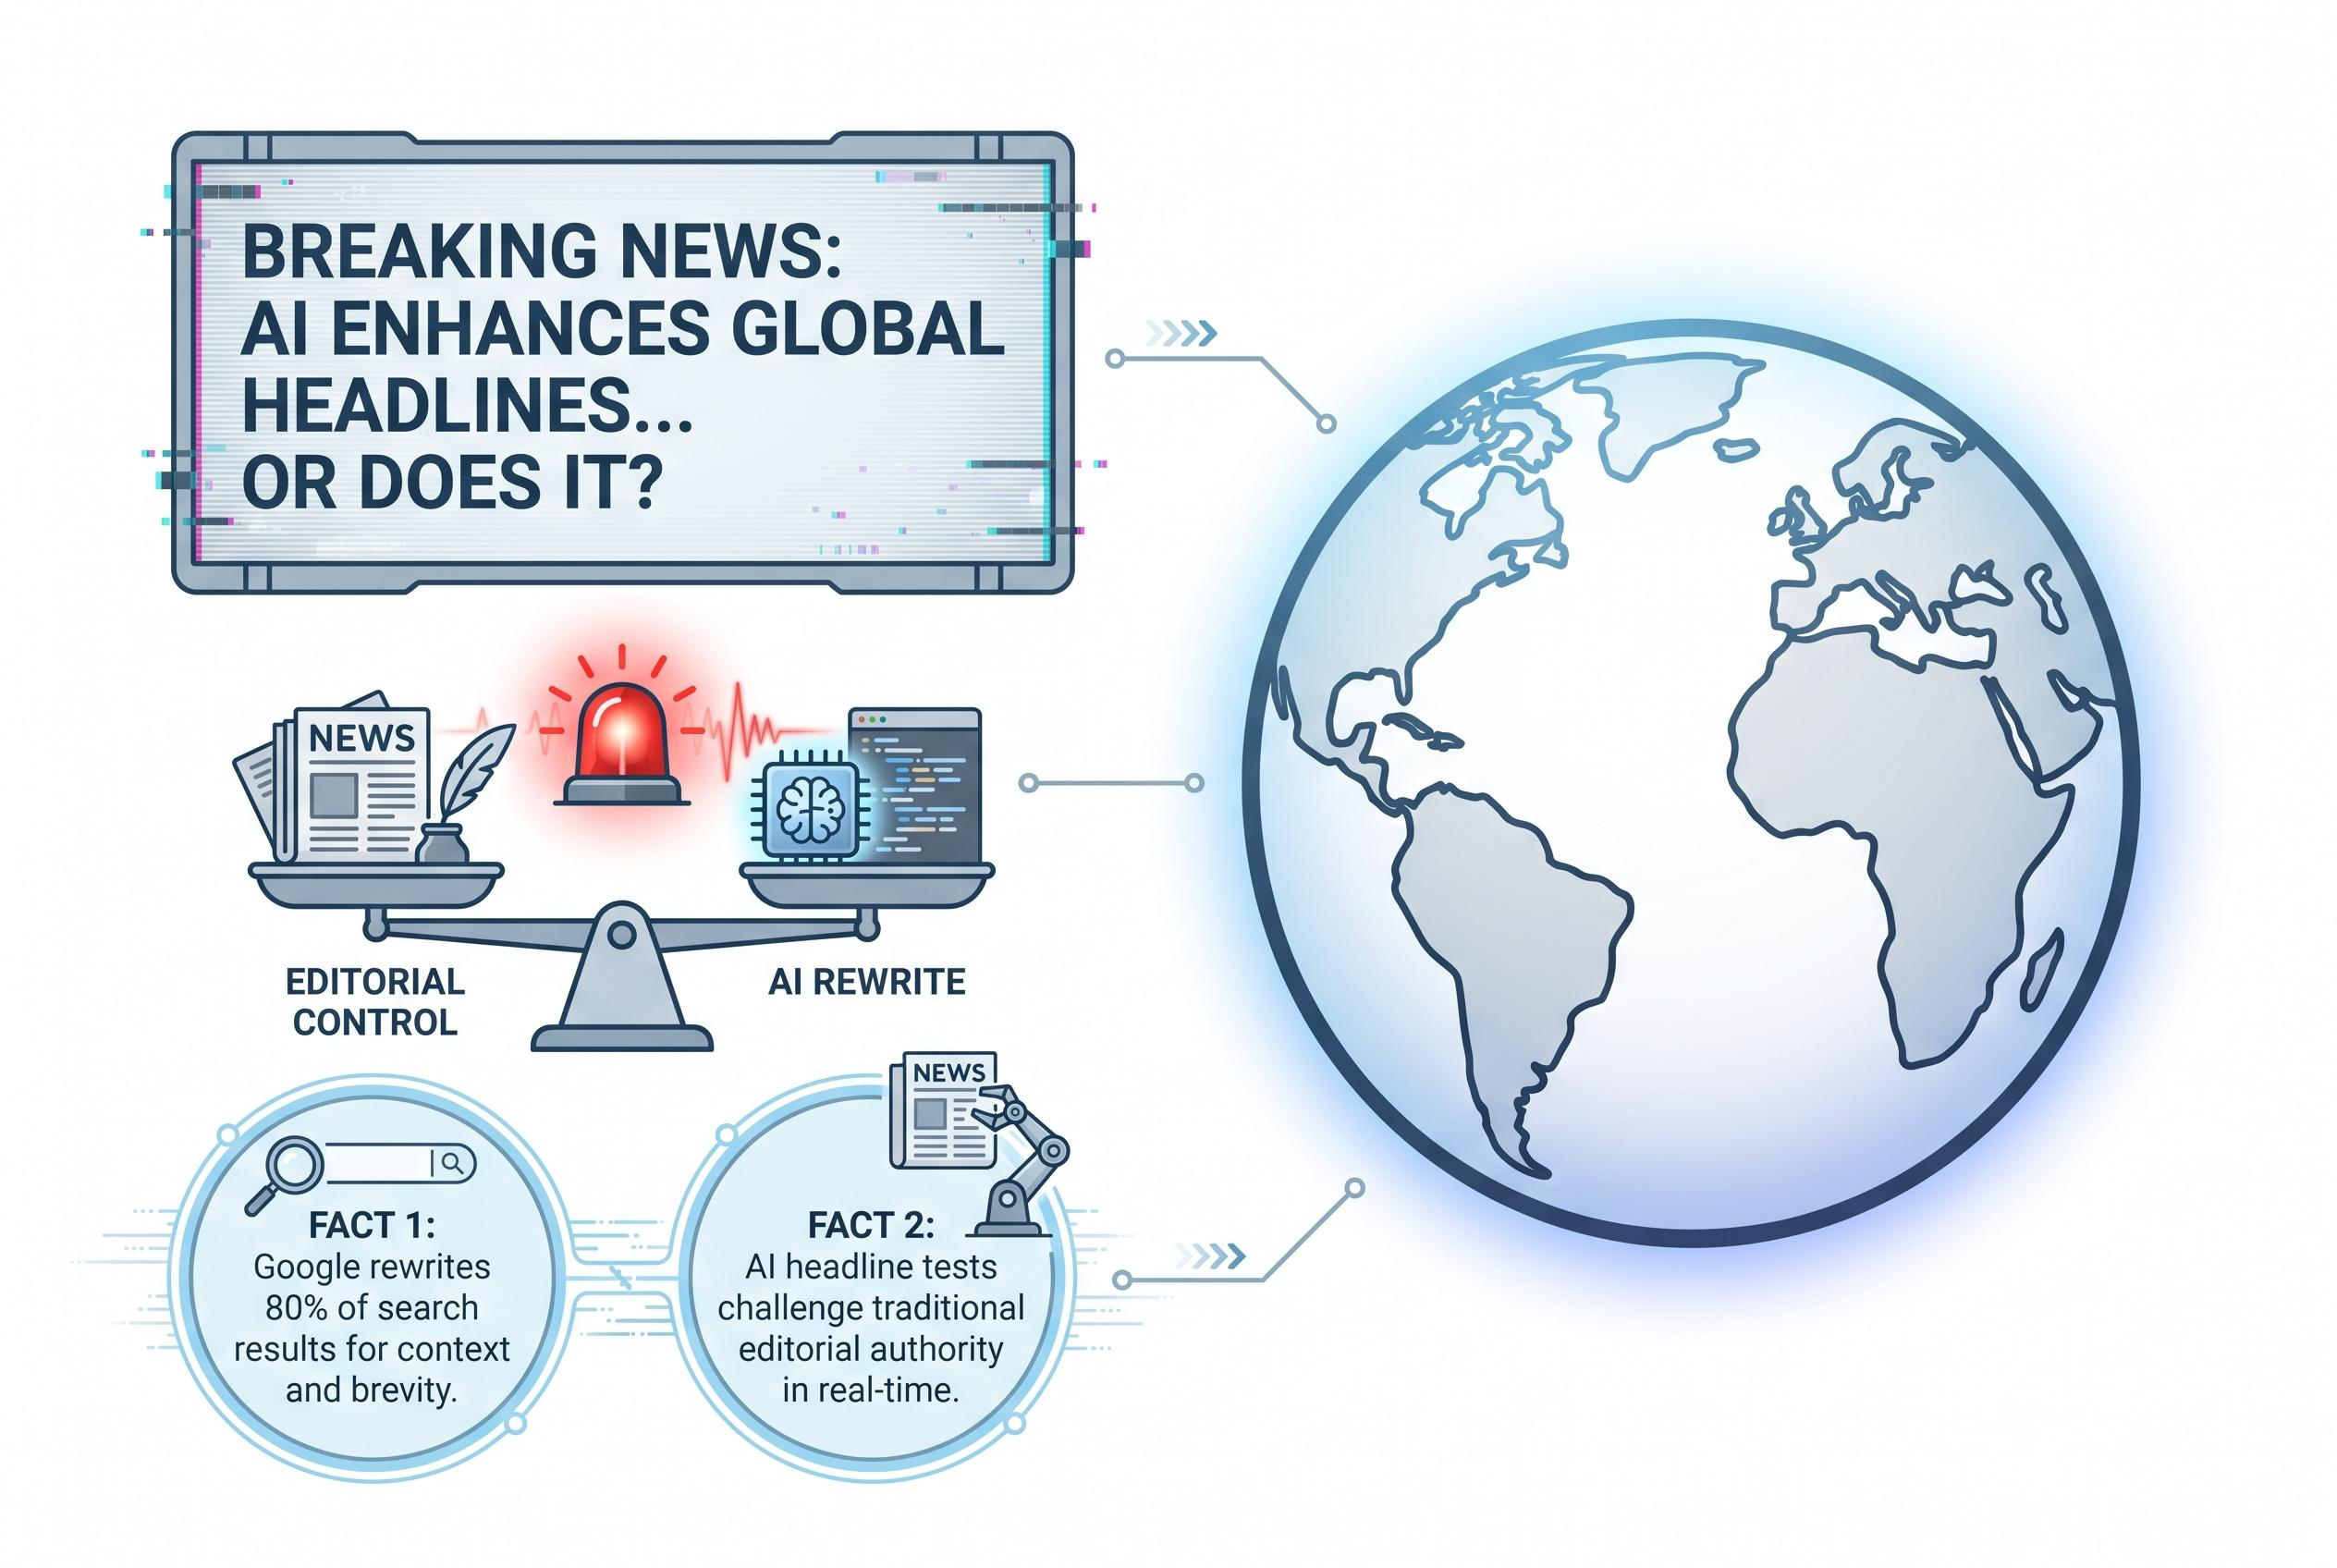 BREAKING NEWS:
AI ENHANCES GLOBAL
HEADLINES...
OR DOES IT?
NEWS
EDITORIAL
CONTROL
AI REWRITE
FACT 1:
Google rewrites
80% of search
results for context
and brevity.
NEWS
FACT 2:
AI headline tests
challenge traditional
editorial authority
in real-time.